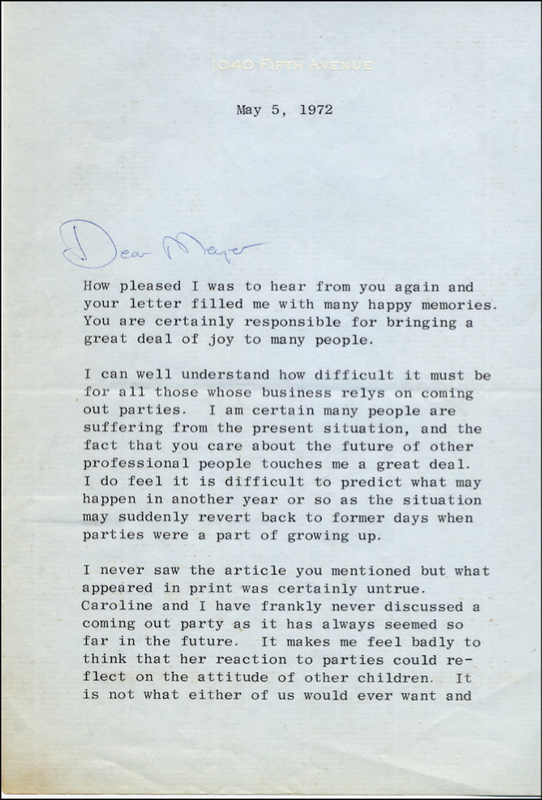 1040 FIFTH AVENUE
May 5, 1972
Dear Meyer
How pleased I was to hear from you again and
your letter filled me with many happy memories.
You are certainly responsible for bringing a
great deal of joy to many people.
I can well understand how difficult it must be
for all those whose business relys on coming
out parties. I am certain many people are
suffering from the present situation, and the
fact that you care about the future of other
professional people touches me a great deal.
I do feel it is difficult to predict what may
happen in another year or so as the situation
may suddenly revert back to former days when
parties were a part of growing up.
I never saw the article you mentioned but what
appeared in print was certainly untrue.
Caroline and I have frankly never discussed a
coming out party as it has always seemed so
far in the future. It makes me feel badly to
think that her reaction to parties could re-
flect on the attitude of other children. It
is not what either of us would ever want and